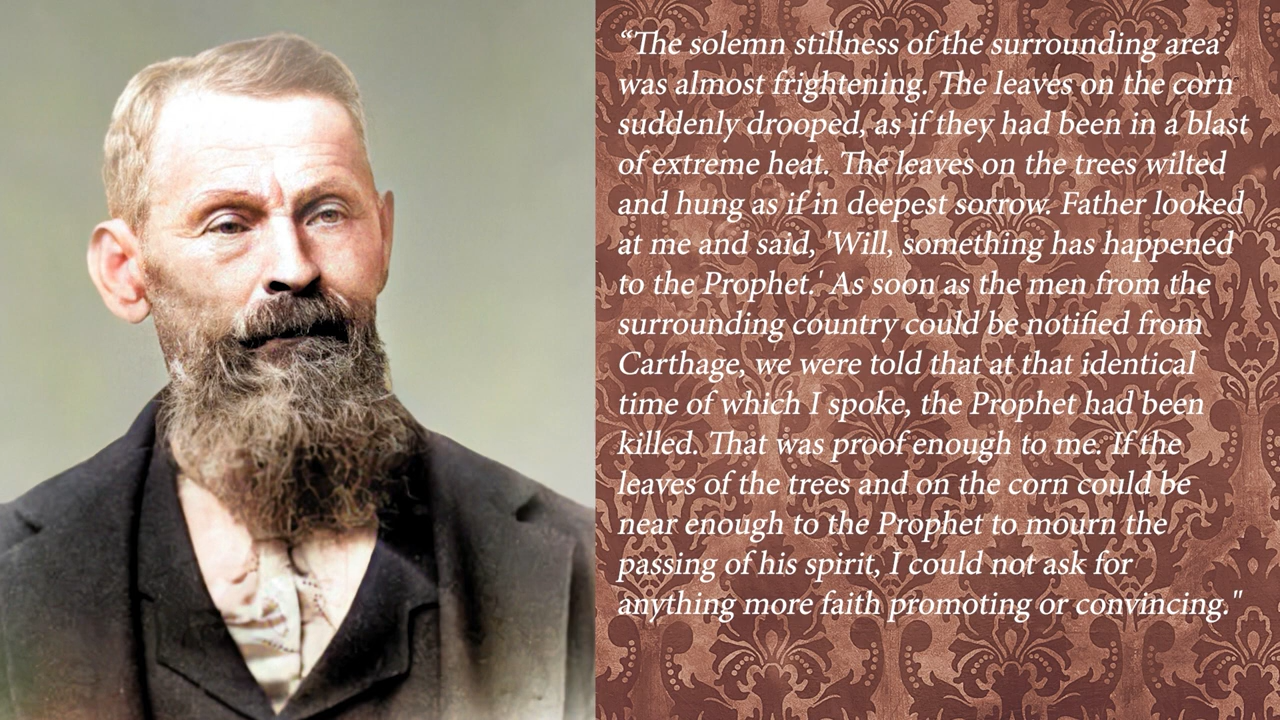 “The solemn stillness of the surrounding area
was almost frightening. The leaves on the corn
suddenly drooped, as if they had been in a blast
of extreme heat. The leaves on the trees wilted
and hung as if in deepest sorrow. Father looked
at me and said, 'Will, something has happened
to the Prophet.' As soon as the men from the
surrounding country could be notified from
Carthage, we were told that at that identical
time of which I spoke, the Prophet had been
killed. That was proof enough to me. If the
leaves of the trees and on the corn could be
near enough to the Prophet to mourn the
passing of his spirit, I could not ask for
anything more faith promoting or convincing."